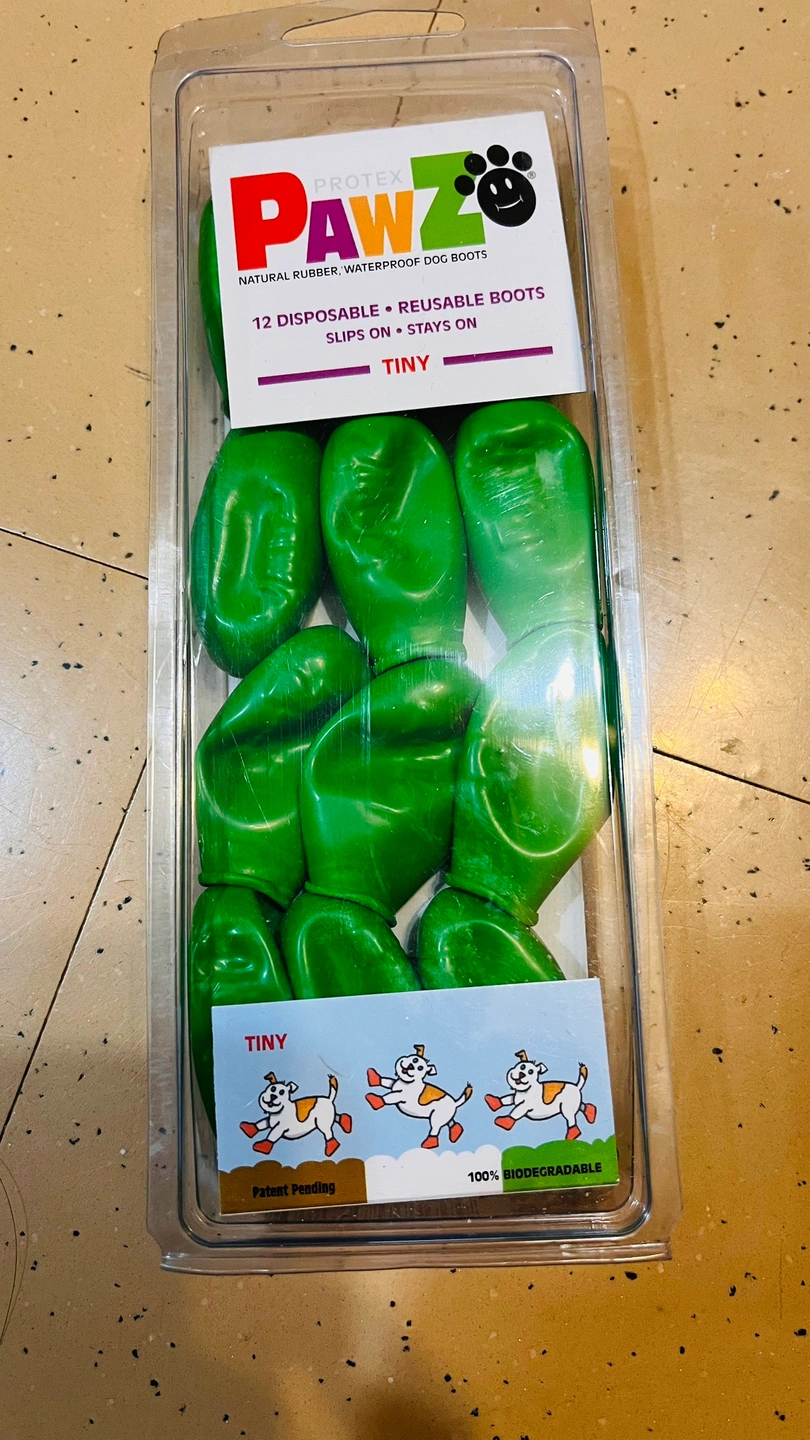 PROTEX
PAWZ®
NATURAL RUBBER, WATERPROOF DOG BOOTS
12 DISPOSABLE • REUSABLE BOOTS
SLIPS ON • STAYS ON
TINY
TINY
Patent Pending
100% BIODEGRADABLE